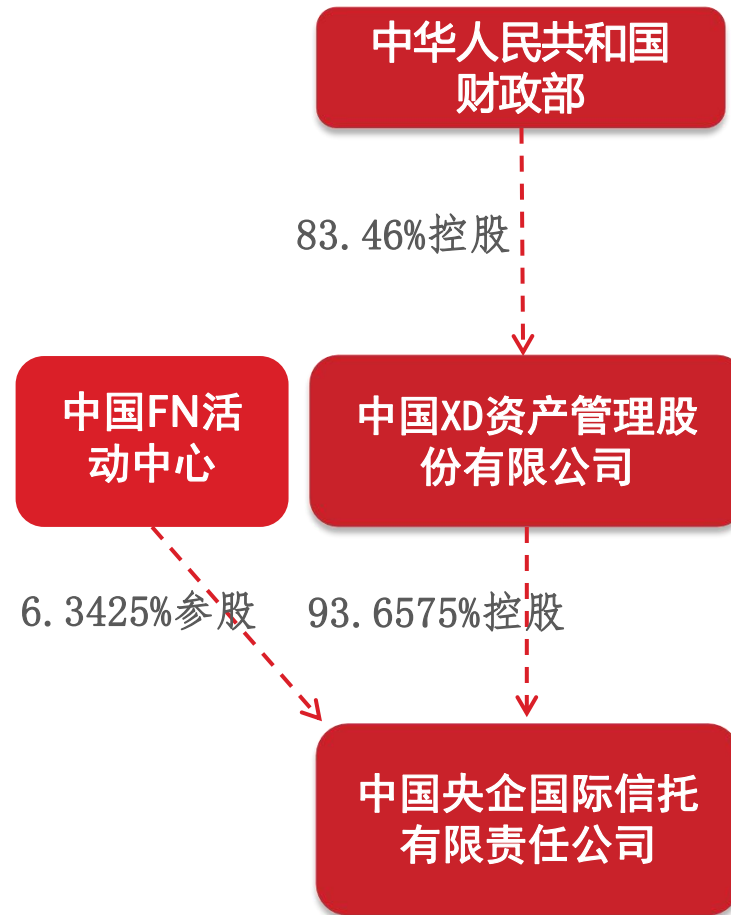 中华人民共和国
财政部
83.46%控股
中国FN活
动中心
中国XD资产管理股
份有限公司
6.3425%参股
93.6575%控股
中国央企国际信托
有限责任公司